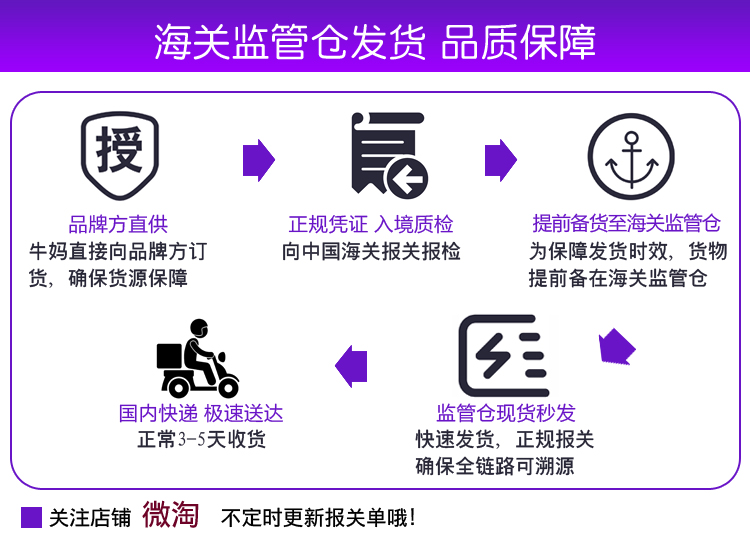 海关监管仓发货 品质保障
授
品牌方直供
牛妈直接向品牌方订
货，确保货源保障
正规凭证 入境质检
向中国海关报关报检
提前备货至海关监管仓
为保障发货时效，货物
提前备在海关监管仓
国内快递 极速送达
正常3-5天收货
监管仓现货秒发
快速发货，正规报关
确保全链路可溯源
关注店铺 微淘 不定时更新报关单哦!